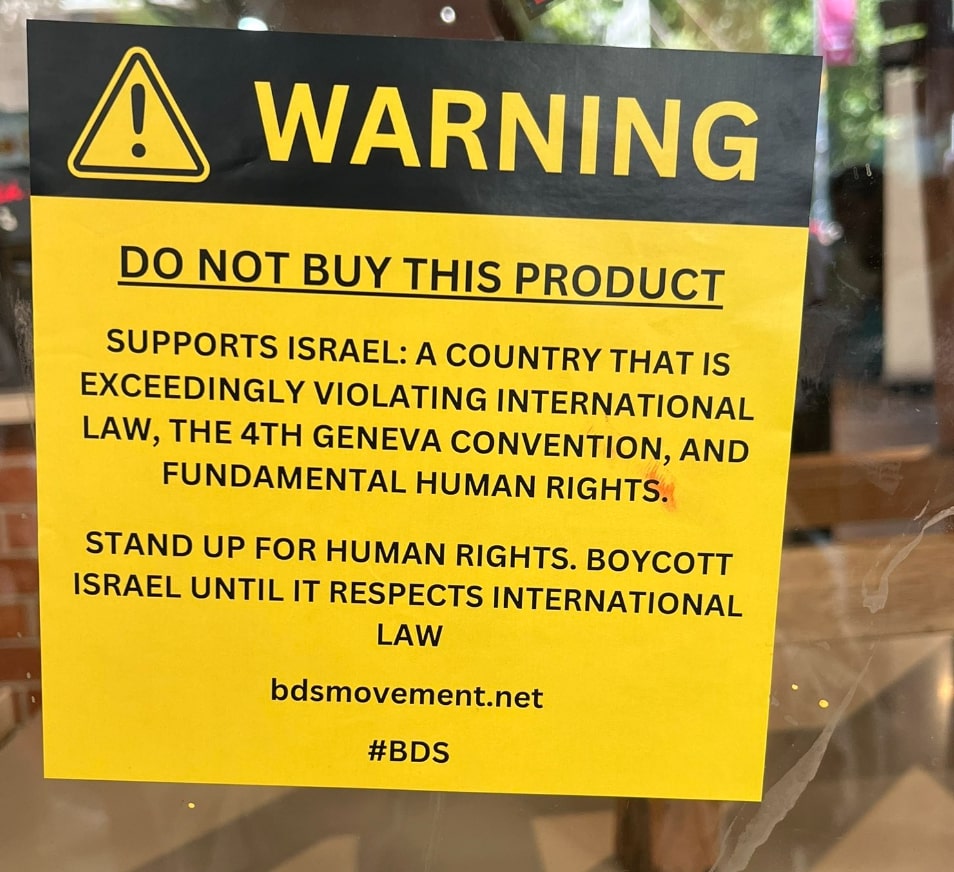 WARNING
DO NOT BUY THIS PRODUCT
SUPPORTS ISRAEL: A COUNTRY THAT IS
EXCEEDINGLY VIOLATING INTERNATIONAL
LAW, THE 4TH GENEVA CONVENTION, AND
FUNDAMENTAL HUMAN RIGHTS.
STAND UP FOR HUMAN RIGHTS. BOYCOTT
ISRAEL UNTIL IT RESPECTS INTERNATIONAL
LAW
bdsmovement.net
#BDS